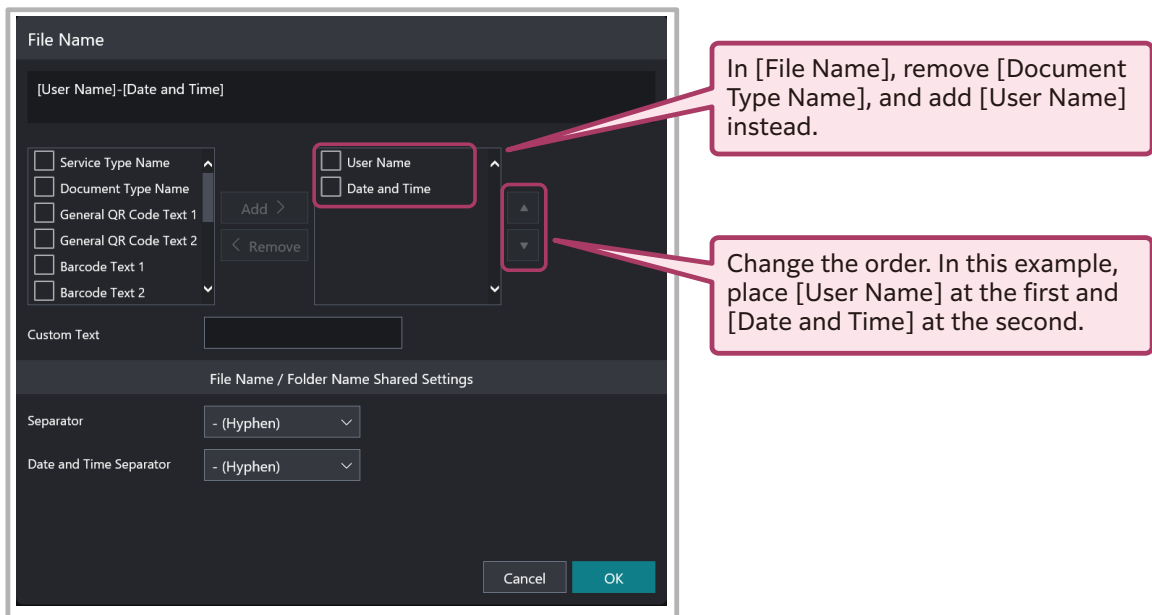 File Name
[User Name]-[Date and Time]
Service Type Name
Document Type Name
General QR Code Text 1
General QR Code Text 2
Barcode Text 1
Barcode Text 2
Add >
< Remove
User Name
Date and Time
Custom Text
File Name / Folder Name Shared Settings
Separator
- (Hyphen)
Date and Time Separator
- (Hyphen)
Cancel
OK
In [File Name], remove [Document
Type Name], and add [User Name]
instead.
Change the order. In this example,
place [User Name] at the first and
[Date and Time] at the second.